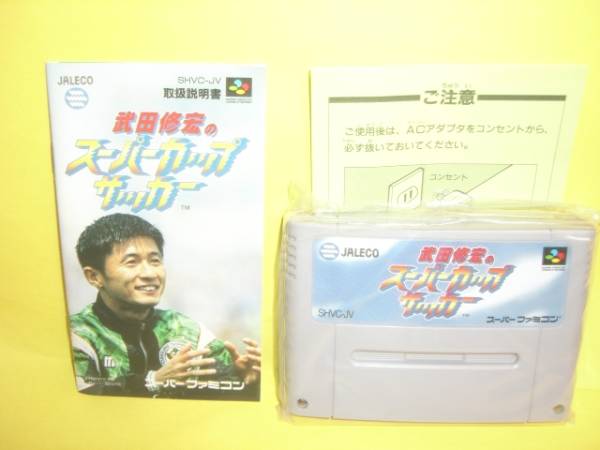 JALECO
SHVC-JV
取扱説明書
武田修宏の
スーパーカップ
サッカー
TM
スーパーファミコン
ご注意
ご使用後は、ACアダプタをコンセントから、
必ず抜いておいてください。
コンセント
JALECO
武田修宏の
スーパーカップ
サッカー
TM
SHVC-JV
スーパーファミコン